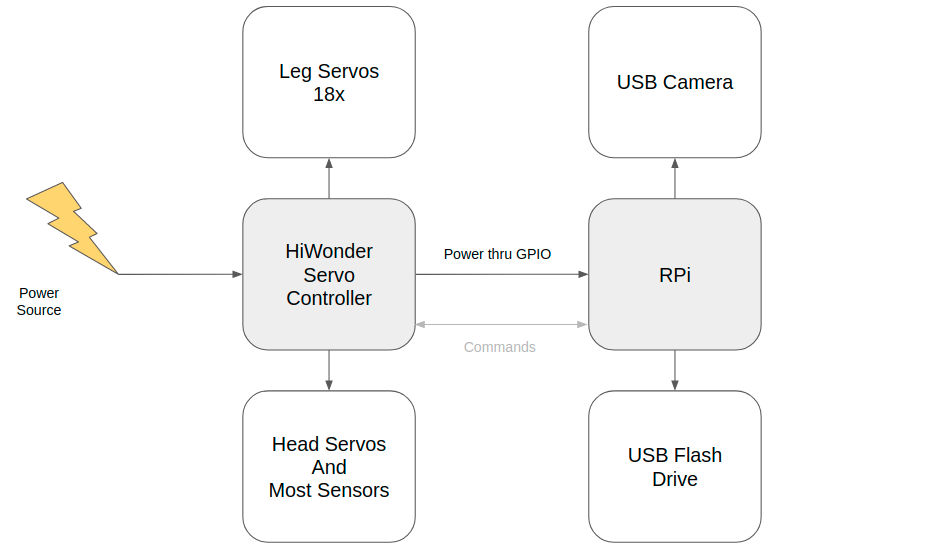 Leg Servos
18x
USB Camera
Power
Source
HiWonder
Servo
Controller
Power thru GPIO
Commands
RPi
Head Servos
And
Most Sensors
USB Flash
Drive